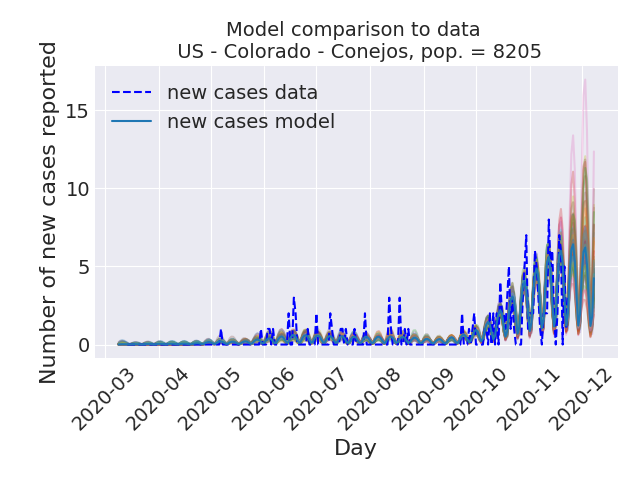 Model comparison to data
US - Colorado - Conejos, pop. = 8205
new cases data
new cases model
Number of new cases reported
15
10
5
0
2020-03
2020-04
2020-05
2020-06
2020-07
2020-08
2020-09
2020-10
2020-11
2020-12
Day